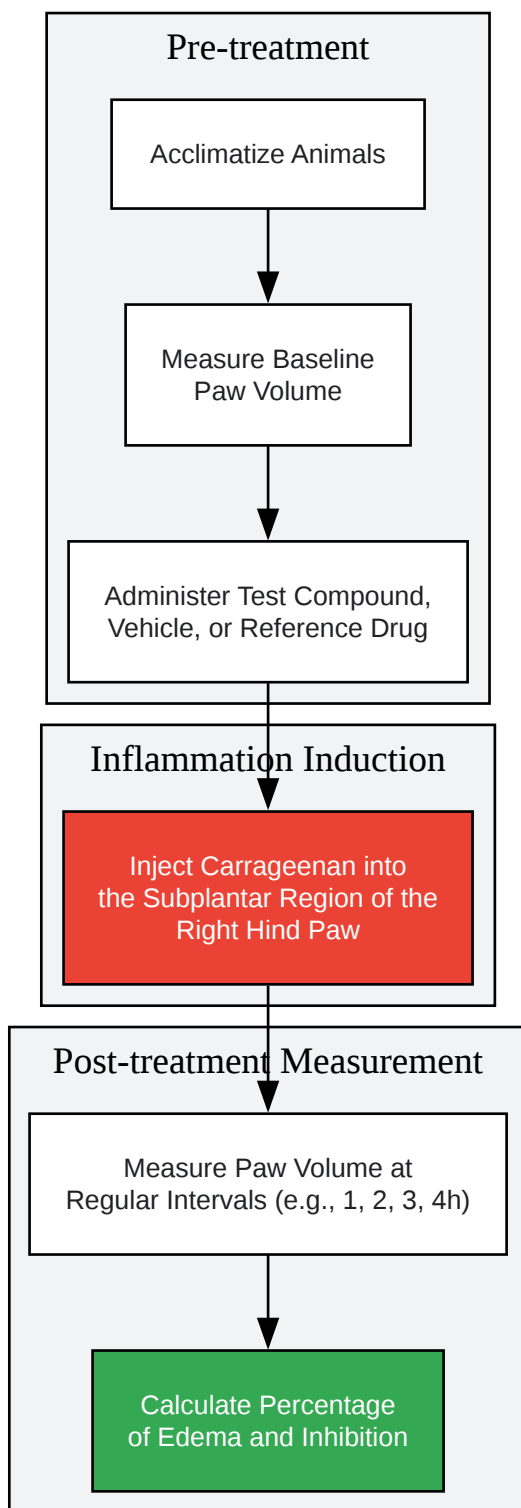 Pre-treatment
Acclimatize Animals
Measure Baseline
Paw Volume
Administer Test Compound,
Vehicle, or Reference Drug
Inflammation Induction
Inject Carrageenan into
the Subplantar Region of the
Right Hind Paw
Post-treatment Measurement
Measure Paw Volume at
Regular Intervals (e.g., 1, 2, 3, 4h)
Calculate Percentage
of Edema and Inhibition